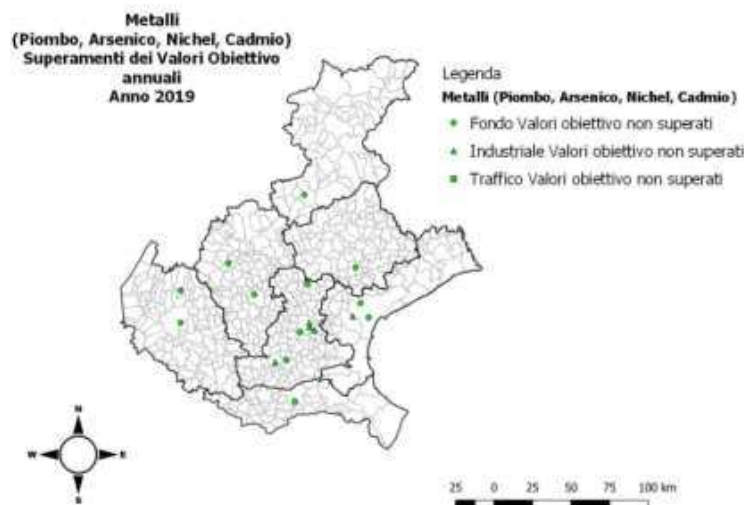 Metalli
(Piombo, Arsenico, Nichel, Cadmio)
Superamenti dei Valori Obiettivo
annuali
Anno 2019
Legenda
Metalli (Piombo, Arsenico, Nichel, Cadmio)
Fondo Valori obiettivo non superati
Industriale Valori obiettivo non superati
Traffico Valori obiettivo non superati
N
W E
S
25 0 25 50 75 100 km